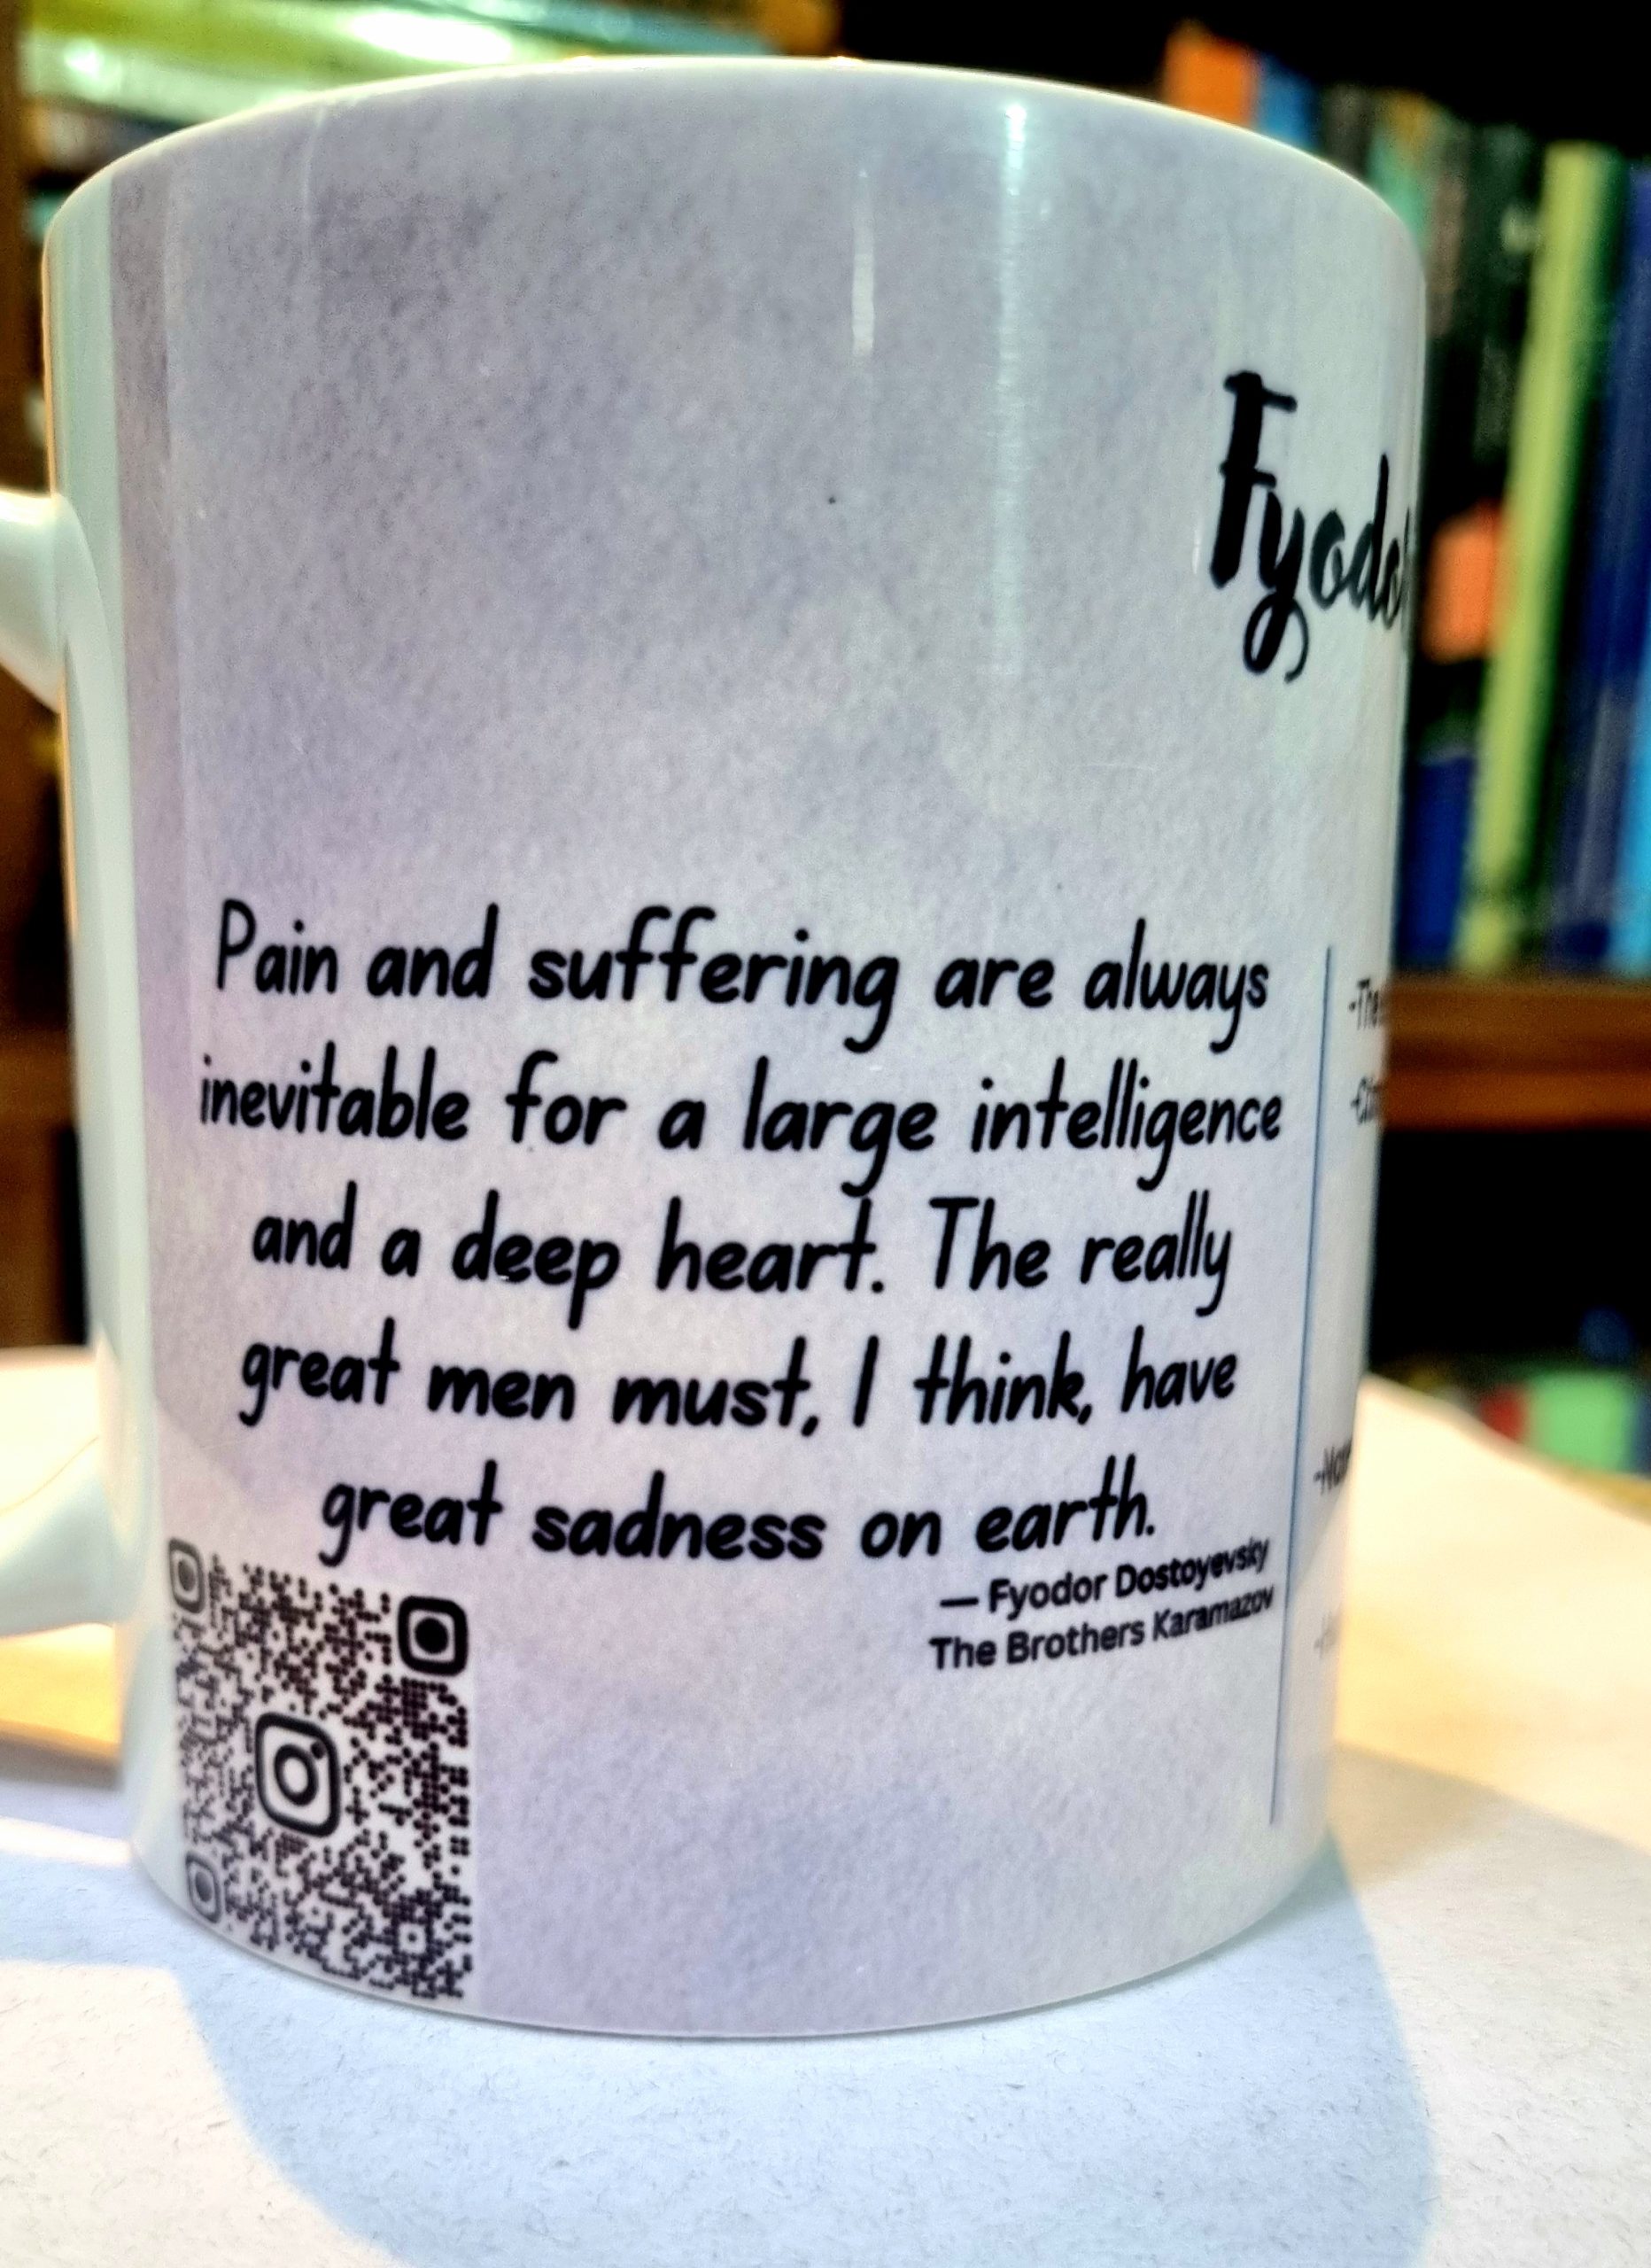 Fyodor
Pain and suffering are always
inevitable for a large intelligence
and a deep heart. The really
great men must, I think, have
great sadness on earth.
— Fyodor Dostoyevsky
The Brothers Karamazov